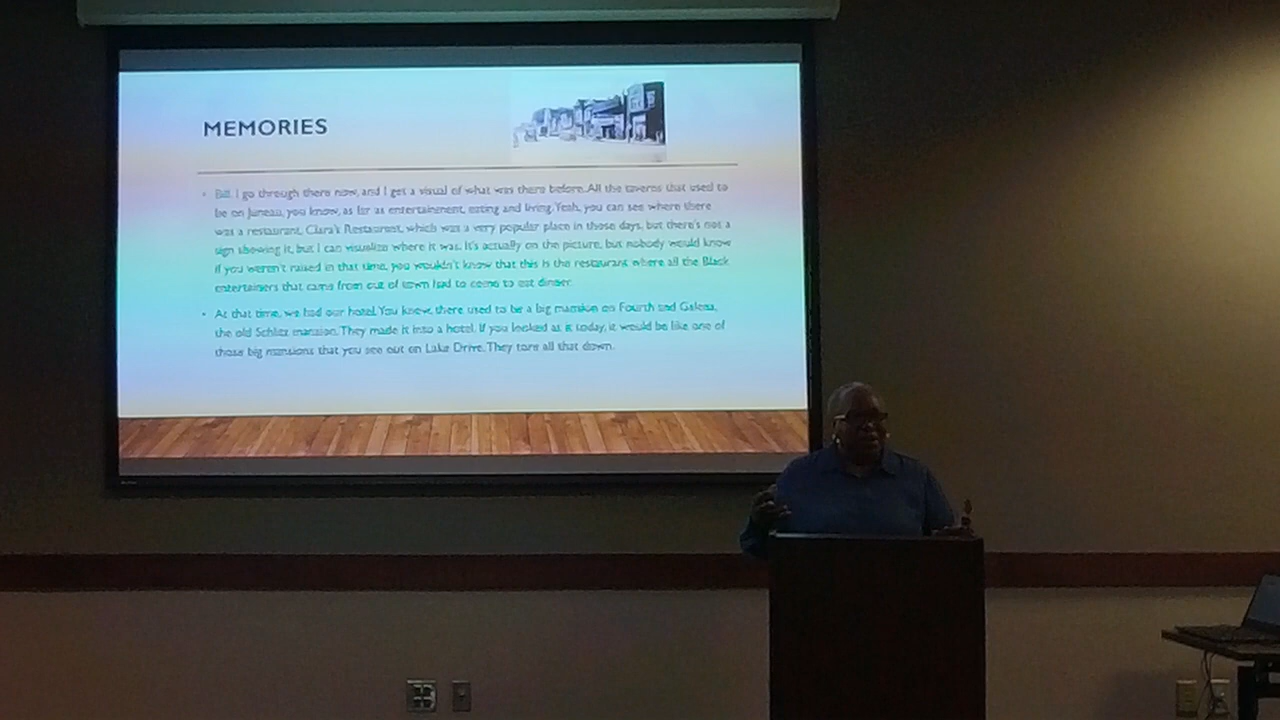 MEMORIES
Bill. I go through there now, and I get a visual of what was there before. All the taverns that used to
be on Juneau, you know, as far as entertainment, eating and living. Yeah, you can see where there
was a restaurant, Clara's Restaurant, which was a very popular place in those days, but there's not a
sign showing it, but I can visualize where it was. It's actually on the picture, but nobody would know
if you weren't raised in that time, you wouldn't know that this is the restaurant where all the Black
entertainers that came from out of town had to come to eat dinner.
At that time, we had our hotel. You know, there used to be a big mansion on Fourth and Galena,
the old Schlitz mansion. They made it into a hotel. If you looked at it today, it would be like one of
those big mansions that you see out on Lake Drive. They tore all that down.